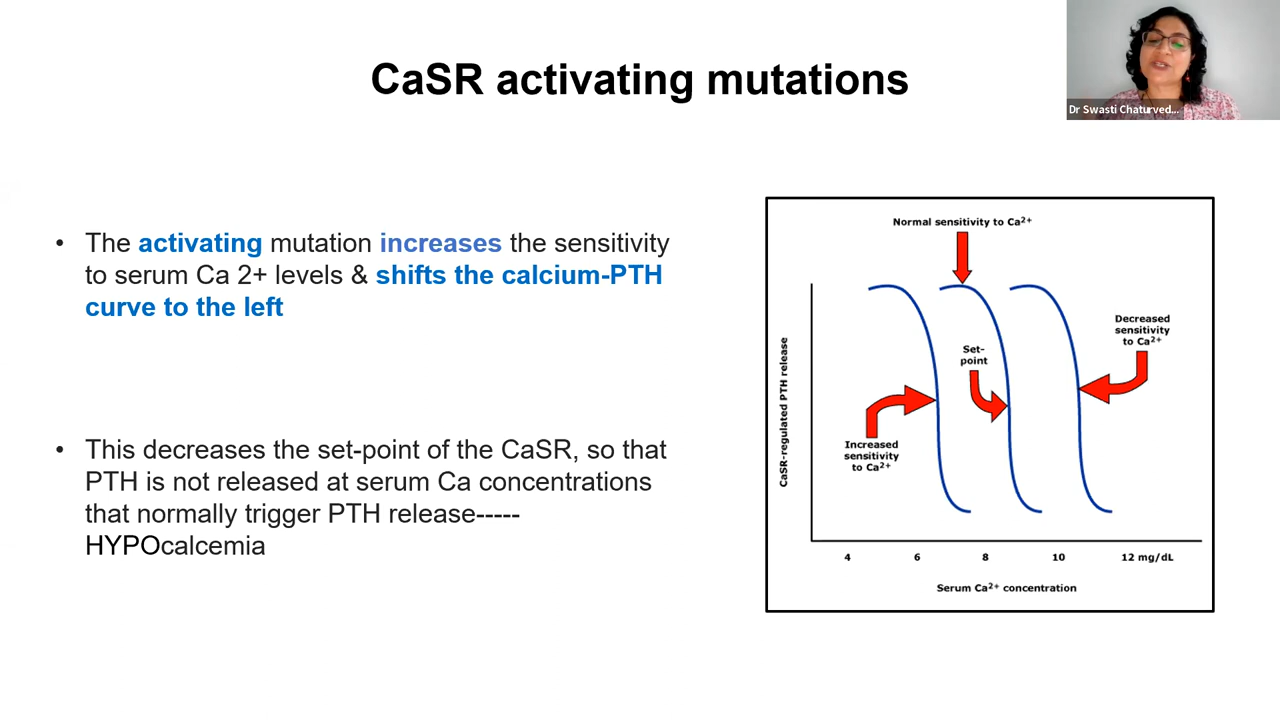 CaSR activating mutations
Dr Swasti Chaturved...
• The activating mutation increases the sensitivity
to serum Ca 2+ levels & shifts the calcium-PTH
curve to the left
• This decreases the set-point of the CaSR, so that
PTH is not released at serum Ca concentrations
that normally trigger PTH release-----
HYPOcalcemia
Normal sensitivity to Ca²⁺
Decreased
sensitivity
to Ca²⁺
Set-
point
Increased
sensitivity
to Ca²⁺
CaSR-regulated PTH release
4 6 8 10 12 mg/dL
Serum Ca²⁺ concentration